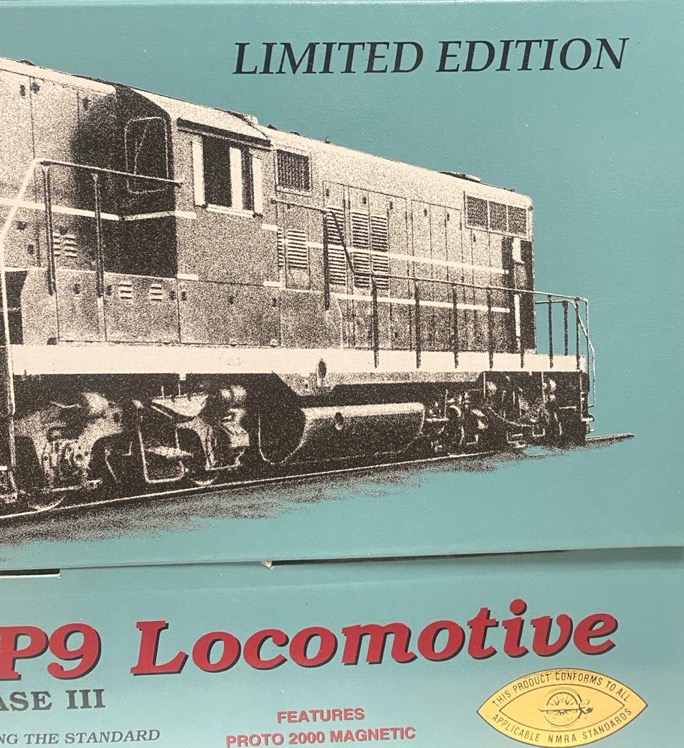 LIMITED EDITION
P9 Locomotive
ASE III
NG THE STANDARD
FEATURES
PROTO 2000 MAGNETIC
THIS PRODUCT CONFORMS TO ALL
APPLICABLE NMRA STANDARDS